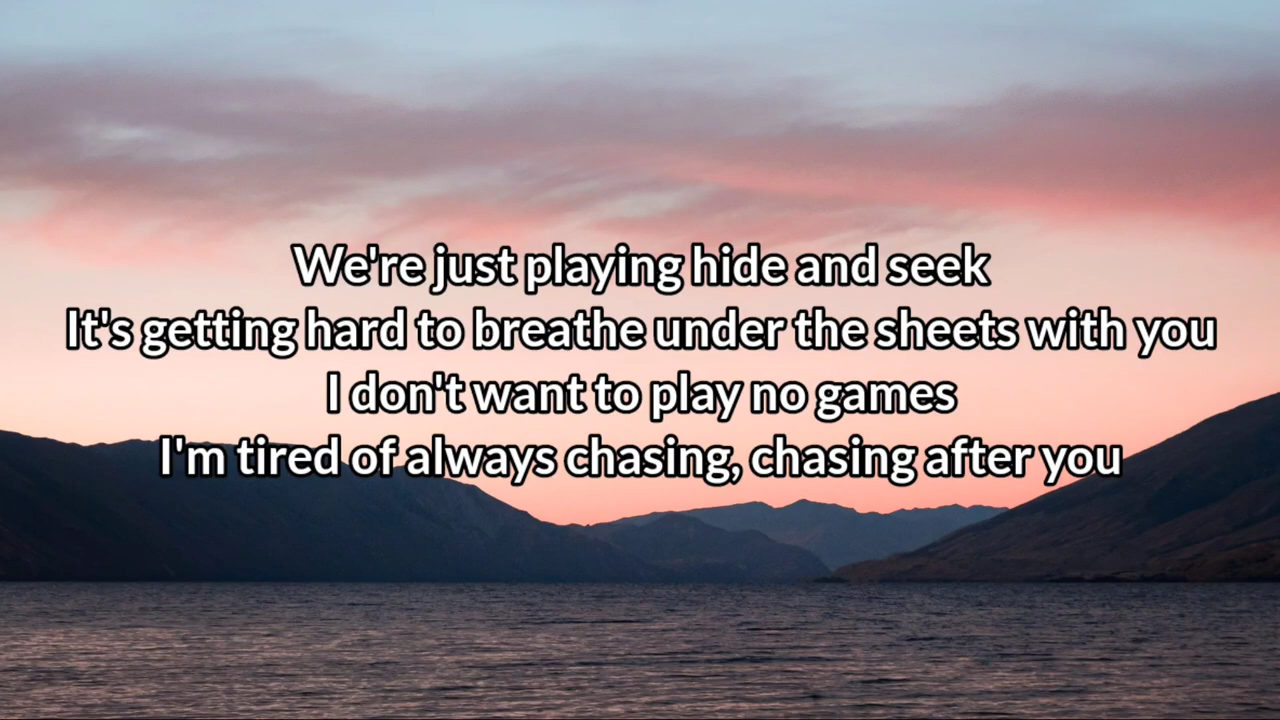 We're just playing hide and seek
It's getting hard to breathe under the sheets with you
I don't want to play no games
I'm tired of always chasing, chasing after you